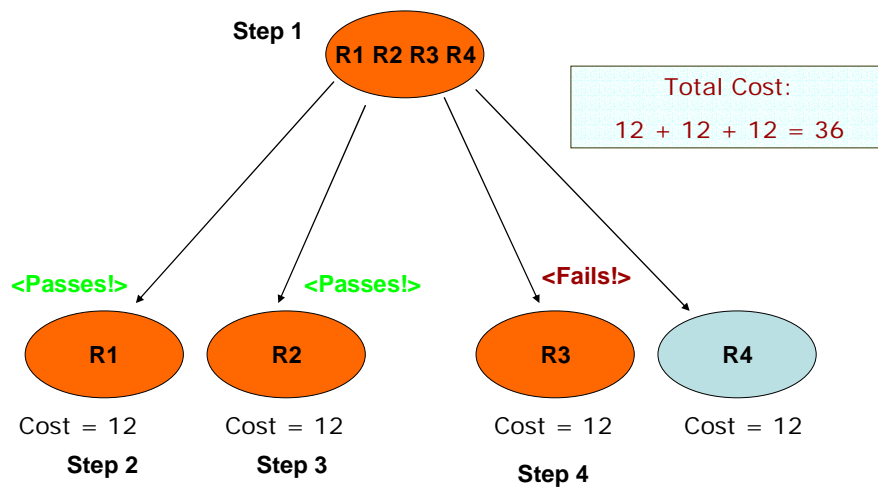 Step 1
R1 R2 R3 R4
Total Cost:
12 + 12 + 12 = 36
<Passes!>
<Passes!>
<Fails!>
R1
R2
R3
R4
Cost = 12
Cost = 12
Cost = 12
Cost = 12
Step 2
Step 3
Step 4